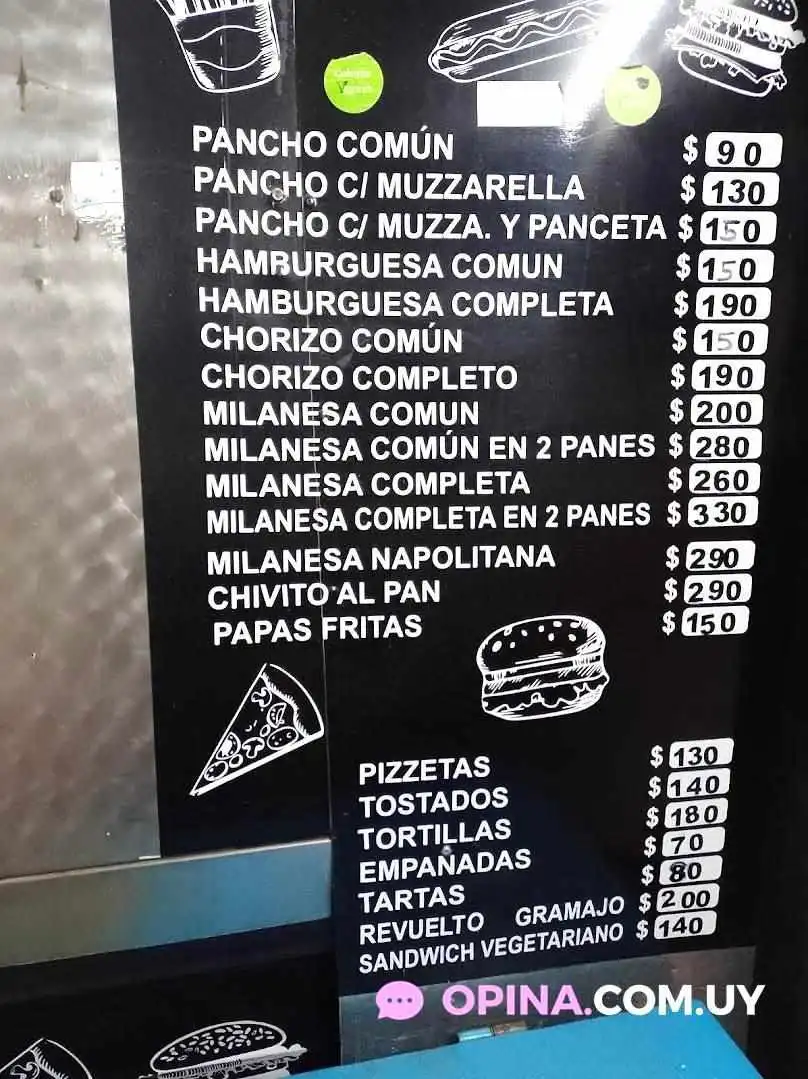 PANCHO COMÚN $ 90
PANCHO C/ MUZZARELLA $ 130
PANCHO C/ MUZZA. Y PANCETA $ 150
HAMBURGUESA COMUN $ 150
HAMBURGUESA COMPLETA $ 190
CHORIZO COMÚN $ 150
CHORIZO COMPLETO $ 190
MILANESA COMUN $ 200
MILANESA COMÚN EN 2 PANES $ 280
MILANESA COMPLETA $ 260
MILANESA COMPLETA EN 2 PANES $ 330
MILANESA NAPOLITANA $ 290
CHIVITO AL PAN $ 290
PAPAS FRITAS $ 150
PIZZETAS $ 130
TOSTADOS $ 140
TORTILLAS $ 180
EMPAÑADAS $ 70
TARTAS $ 80
REVUELTO GRAMAJO $ 200
SANDWICH VEGETARIANO $ 140
OPINA.COM.UY